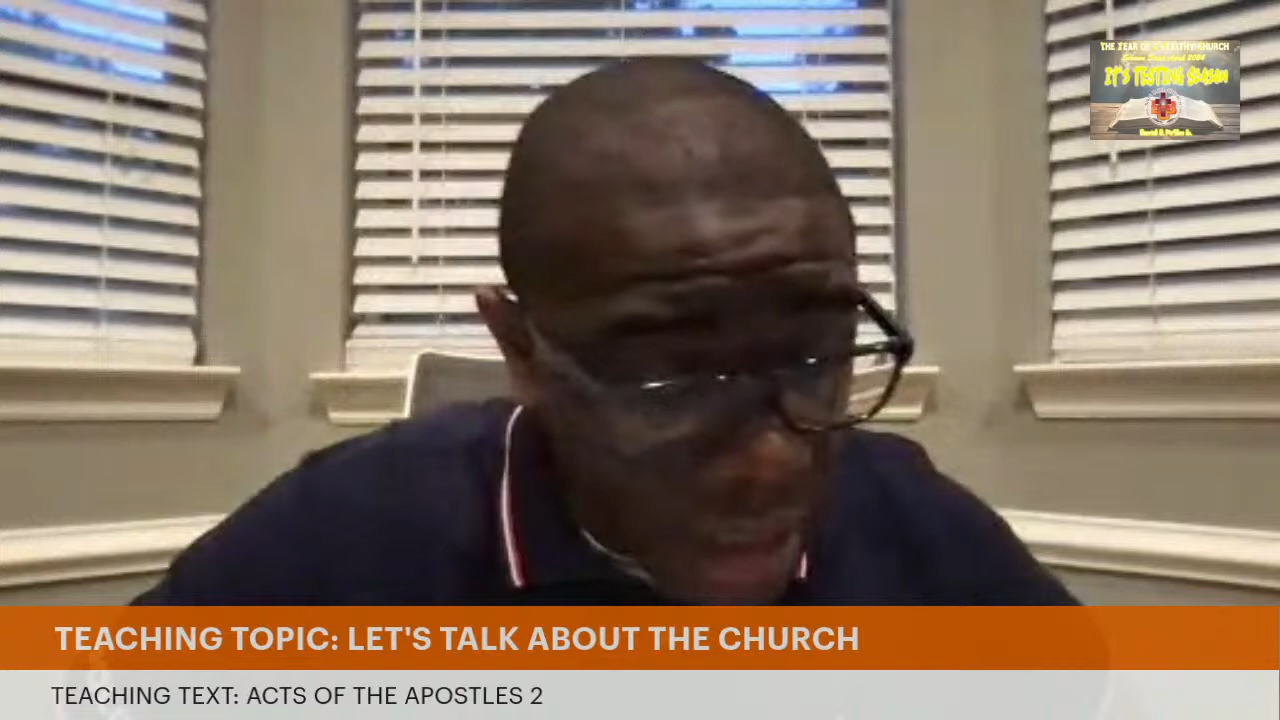 THE YEAR OF A HEALTHY CHURCH
IT'S TESTING SEASON
TEACHING TOPIC: LET'S TALK ABOUT THE CHURCH
TEACHING TEXT: ACTS OF THE APOSTLES 2